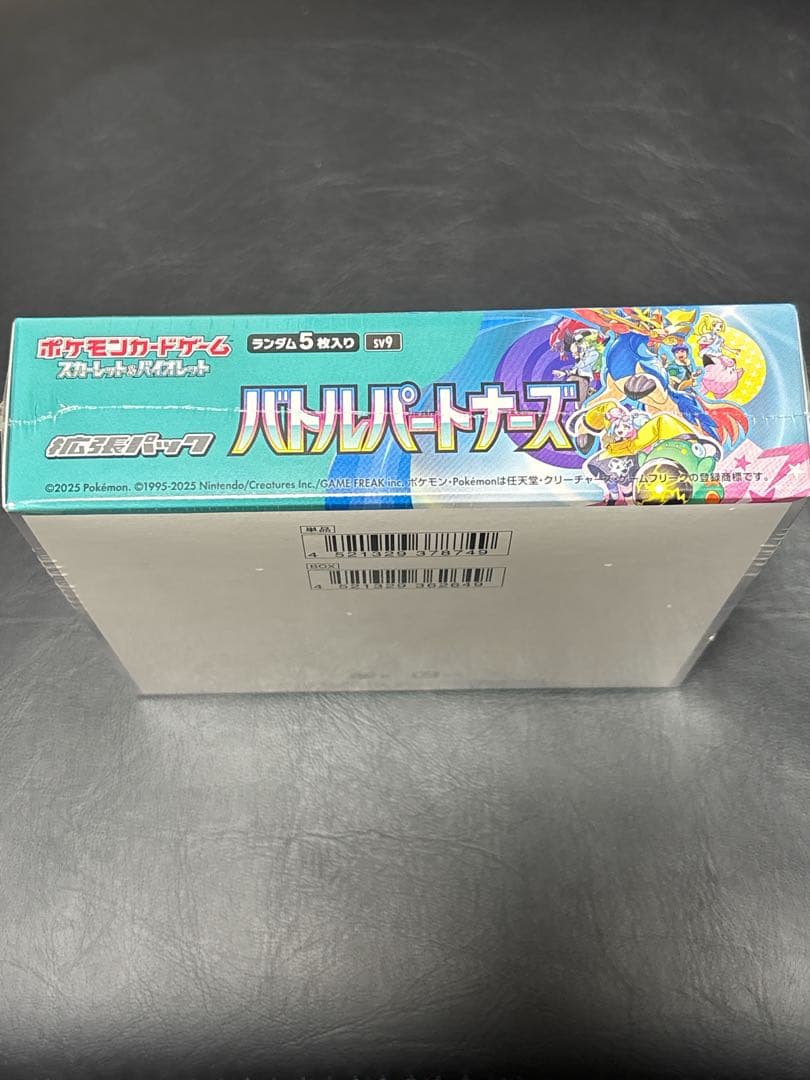 ポケモンカードゲーム
スカーレット&バイオレット
ランダム5枚入り
SV9
拡張パック
バトルパートナーズ
©2025 Pokémon. ©1995-2025 Nintendo/Creatures Inc./GAME FREAK inc. ポケモン・Pokémonは任天堂・クリーチャーズ・ゲームフリークの登録商標です。
単品
4 521329 378749
BOX
4 521329 362649